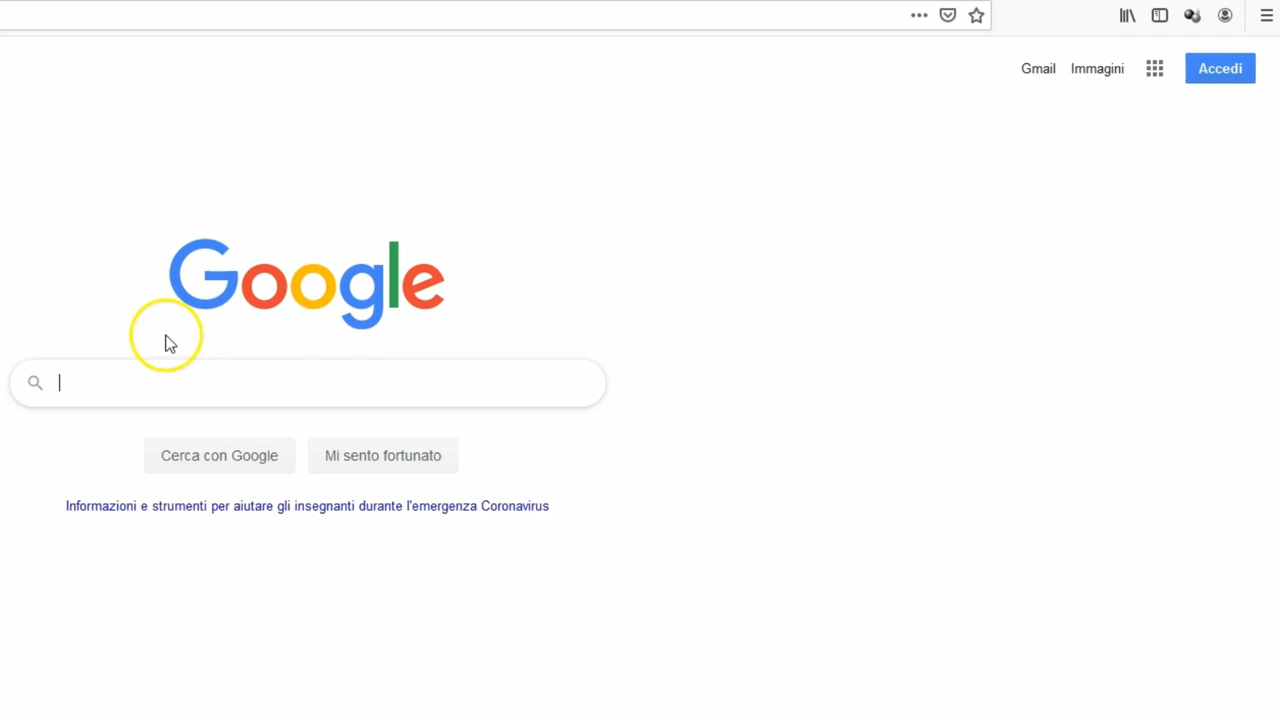 Gmail Immagini Accedi
Google
Cerca con Google Mi sento fortunato
Informazioni e strumenti per aiutare gli insegnanti durante l'emergenza Coronavirus